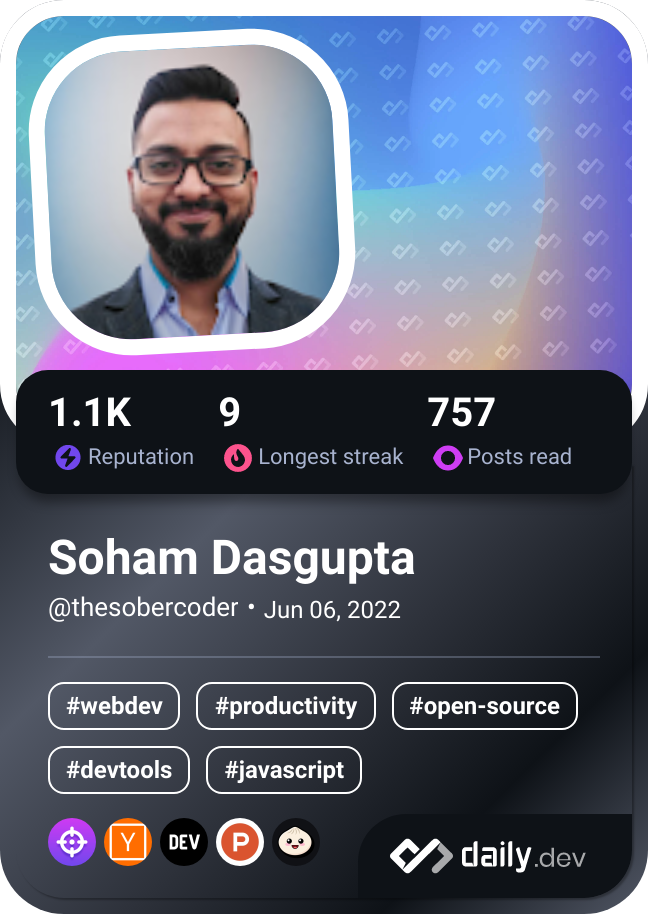 1.1K 9 757
Reputation Longest streak Posts read
Soham Dasgupta
@thesobercoder • Jun 06, 2022
#webdev #productivity #open-source
#devtools #javascript
Y DEV P daily.dev